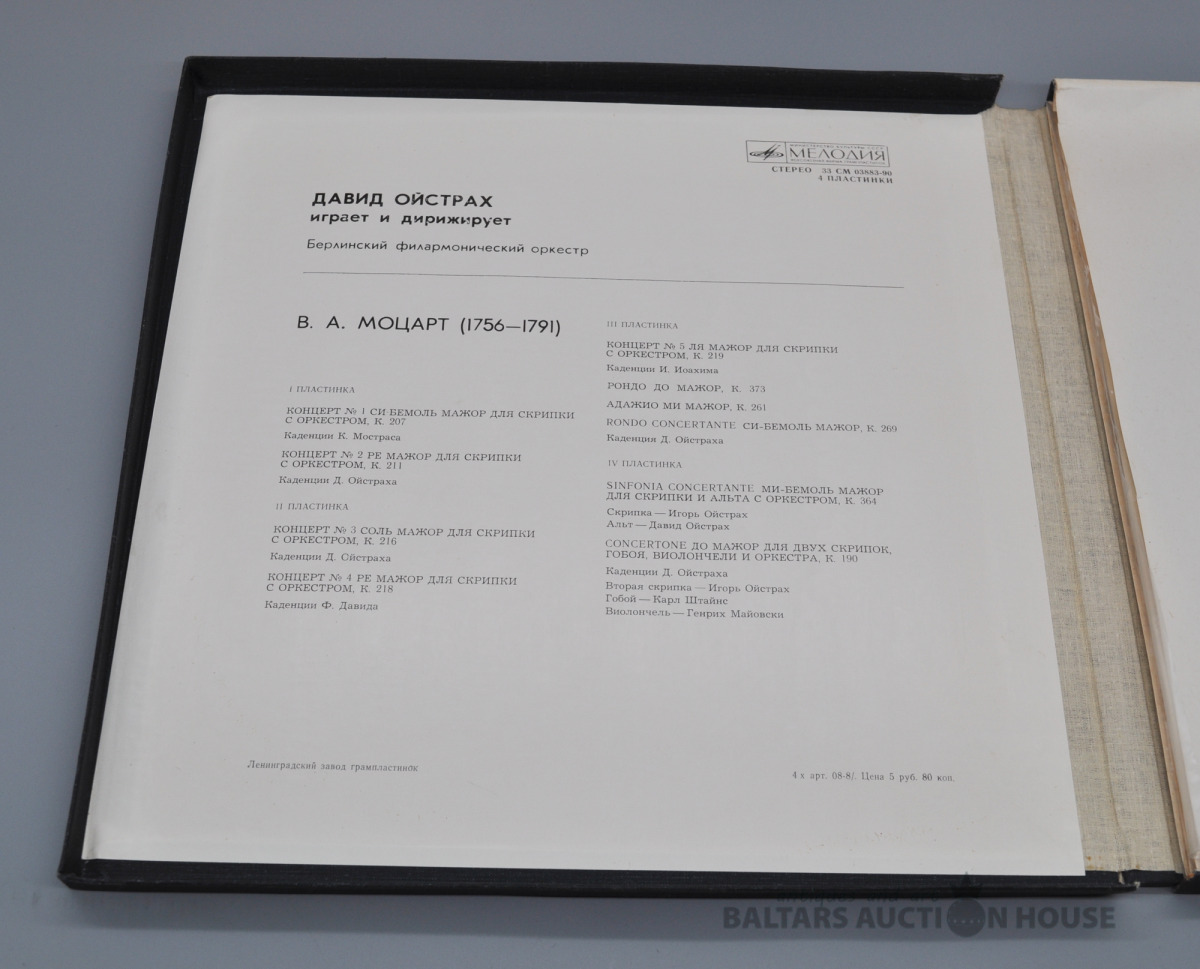 МЕЛОДИЯ
СТЕРЕО 33 СМ 03883-90
4 ПЛАСТИНКИ
ДАВИД ОЙСТРАХ
играет и дирижирует
Берлинский филармонический оркестр
В. А. МОЦАРТ (1756—1791)
I ПЛАСТИНКА
КОНЦЕРТ № 1 СИ-БЕМОЛЬ МАЖОР ДЛЯ СКРИПКИ
С ОРКЕСТРОМ, К. 207
Каденции К. Мостраса
КОНЦЕРТ № 2 РЕ МАЖОР ДЛЯ СКРИПКИ
С ОРКЕСТРОМ, К. 211
Каденции Д. Ойстраха
II ПЛАСТИНКА
КОНЦЕРТ № 3 СОЛЬ МАЖОР ДЛЯ СКРИПКИ
С ОРКЕСТРОМ, К. 216
Каденции Д. Ойстраха
КОНЦЕРТ № 4 РЕ МАЖОР ДЛЯ СКРИПКИ
С ОРКЕСТРОМ, К. 218
Каденции Ф. Давида
III ПЛАСТИНКА
КОНЦЕРТ № 5 ЛЯ МАЖОР ДЛЯ СКРИПКИ
С ОРКЕСТРОМ, К. 219
Каденции И. Иоахима
РОНДО ДО МАЖОР, К. 373
АДАЖИО МИ МАЖОР, К. 261
RONDO CONCERTANTE СИ-БЕМОЛЬ МАЖОР, К. 269
Каденция Д. Ойстраха
IV ПЛАСТИНКА
SINFONIA CONCERTANTE МИ-БЕМОЛЬ МАЖОР
ДЛЯ СКРИПКИ И АЛЬТА С ОРКЕСТРОМ, К. 364
Скрипка — Игорь Ойстрах
Альт — Давид Ойстрах
CONCERTONE ДО МАЖОР ДЛЯ ДВУХ СКРИПОК,
ГОБОЯ, ВИОЛОНЧЕЛИ И ОРКЕСТРА, К. 190
Каденции Д. Ойстраха
Вторая скрипка — Игорь Ойстрах
Гобой — Карл Штайнс
Виолончель — Генрих Майовски
Ленинградский завод грампластинок
4 х арт. 08-8/. Цена 5 руб. 80 коп.
BALTARS AUCTION HOUSE